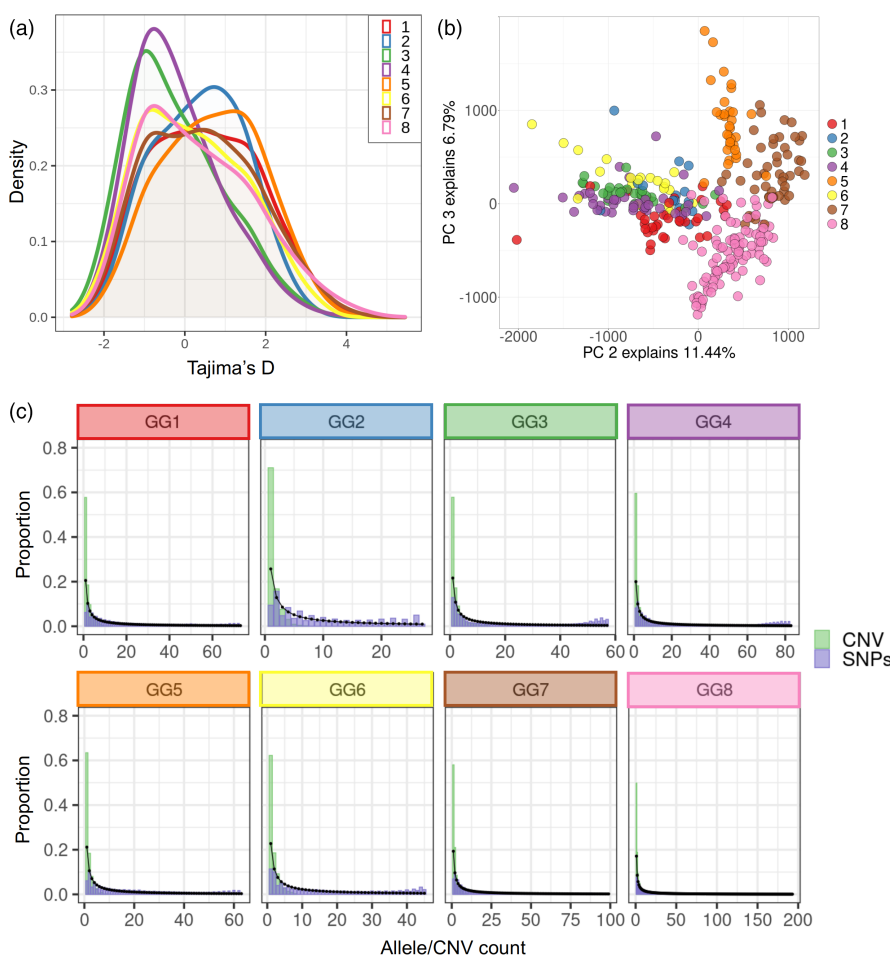 (a)
1
2
3
4
5
6
7
8
Density
0.3
0.2
0.1
0.0
-2 0 2 4
Tajima's D
(b)
PC 3 explains 6.79%
1000
0
-1000
-2000 -1000 0 1000
PC 2 explains 11.44%
1
2
3
4
5
6
7
8
(c)
GG1 GG2 GG3 GG4
Proportion
0.8
0.6
0.4
0.2
0.0
0 20 40 60 0 10 20 0 20 40 60 0 20 40 60 80
CNV
SNPs
GG5 GG6 GG7 GG8
Proportion
0.8
0.6
0.4
0.2
0.0
0 20 40 60 0 10 20 30 40 0 25 50 75 100 0 50 100 150 200
Allele/CNV count